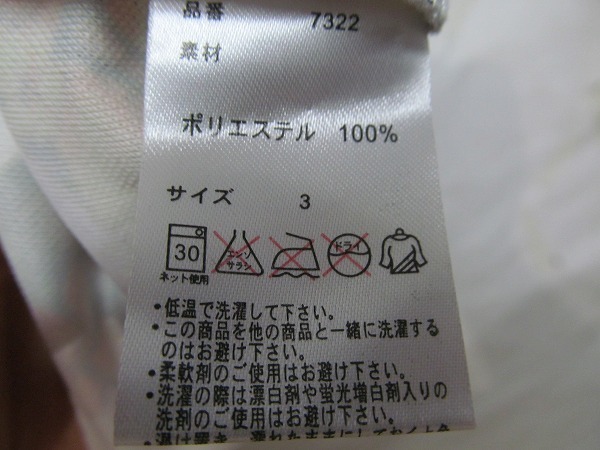 品番 7322
素材
ポリエステル 100%
サイズ 3
30 エンソ サラシ ドライ
ネット使用
・低温で洗濯して下さい。
・この商品を他の商品と一緒に洗濯する
のはお避け下さい。
・柔軟剤のご使用はお避け下さい。
・洗濯の際は漂白剤や蛍光増白剤入りの
洗剤のご使用はお避け下さい。